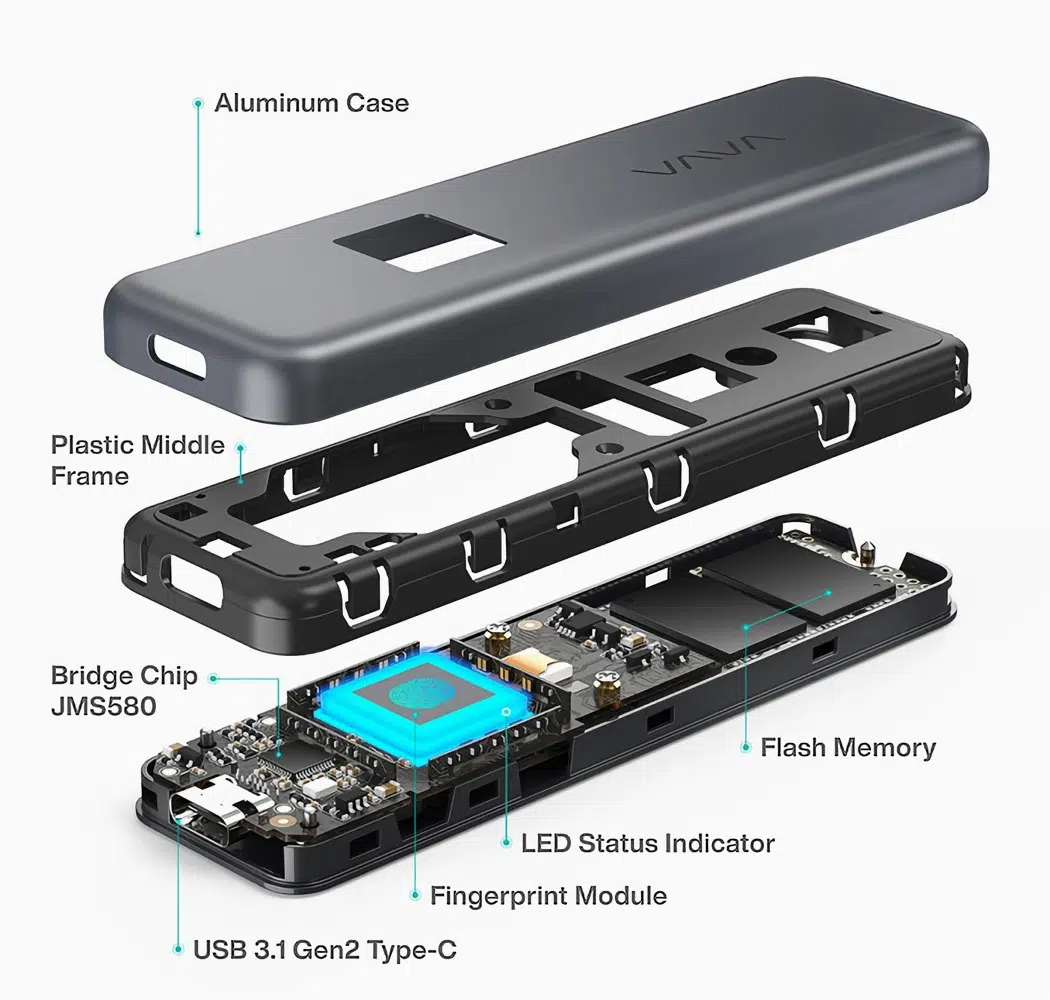 Aluminum Case
VAVA
Plastic Middle
Frame
Bridge Chip
JMS580
Flash Memory
LED Status Indicator
Fingerprint Module
USB 3.1 Gen2 Type-C